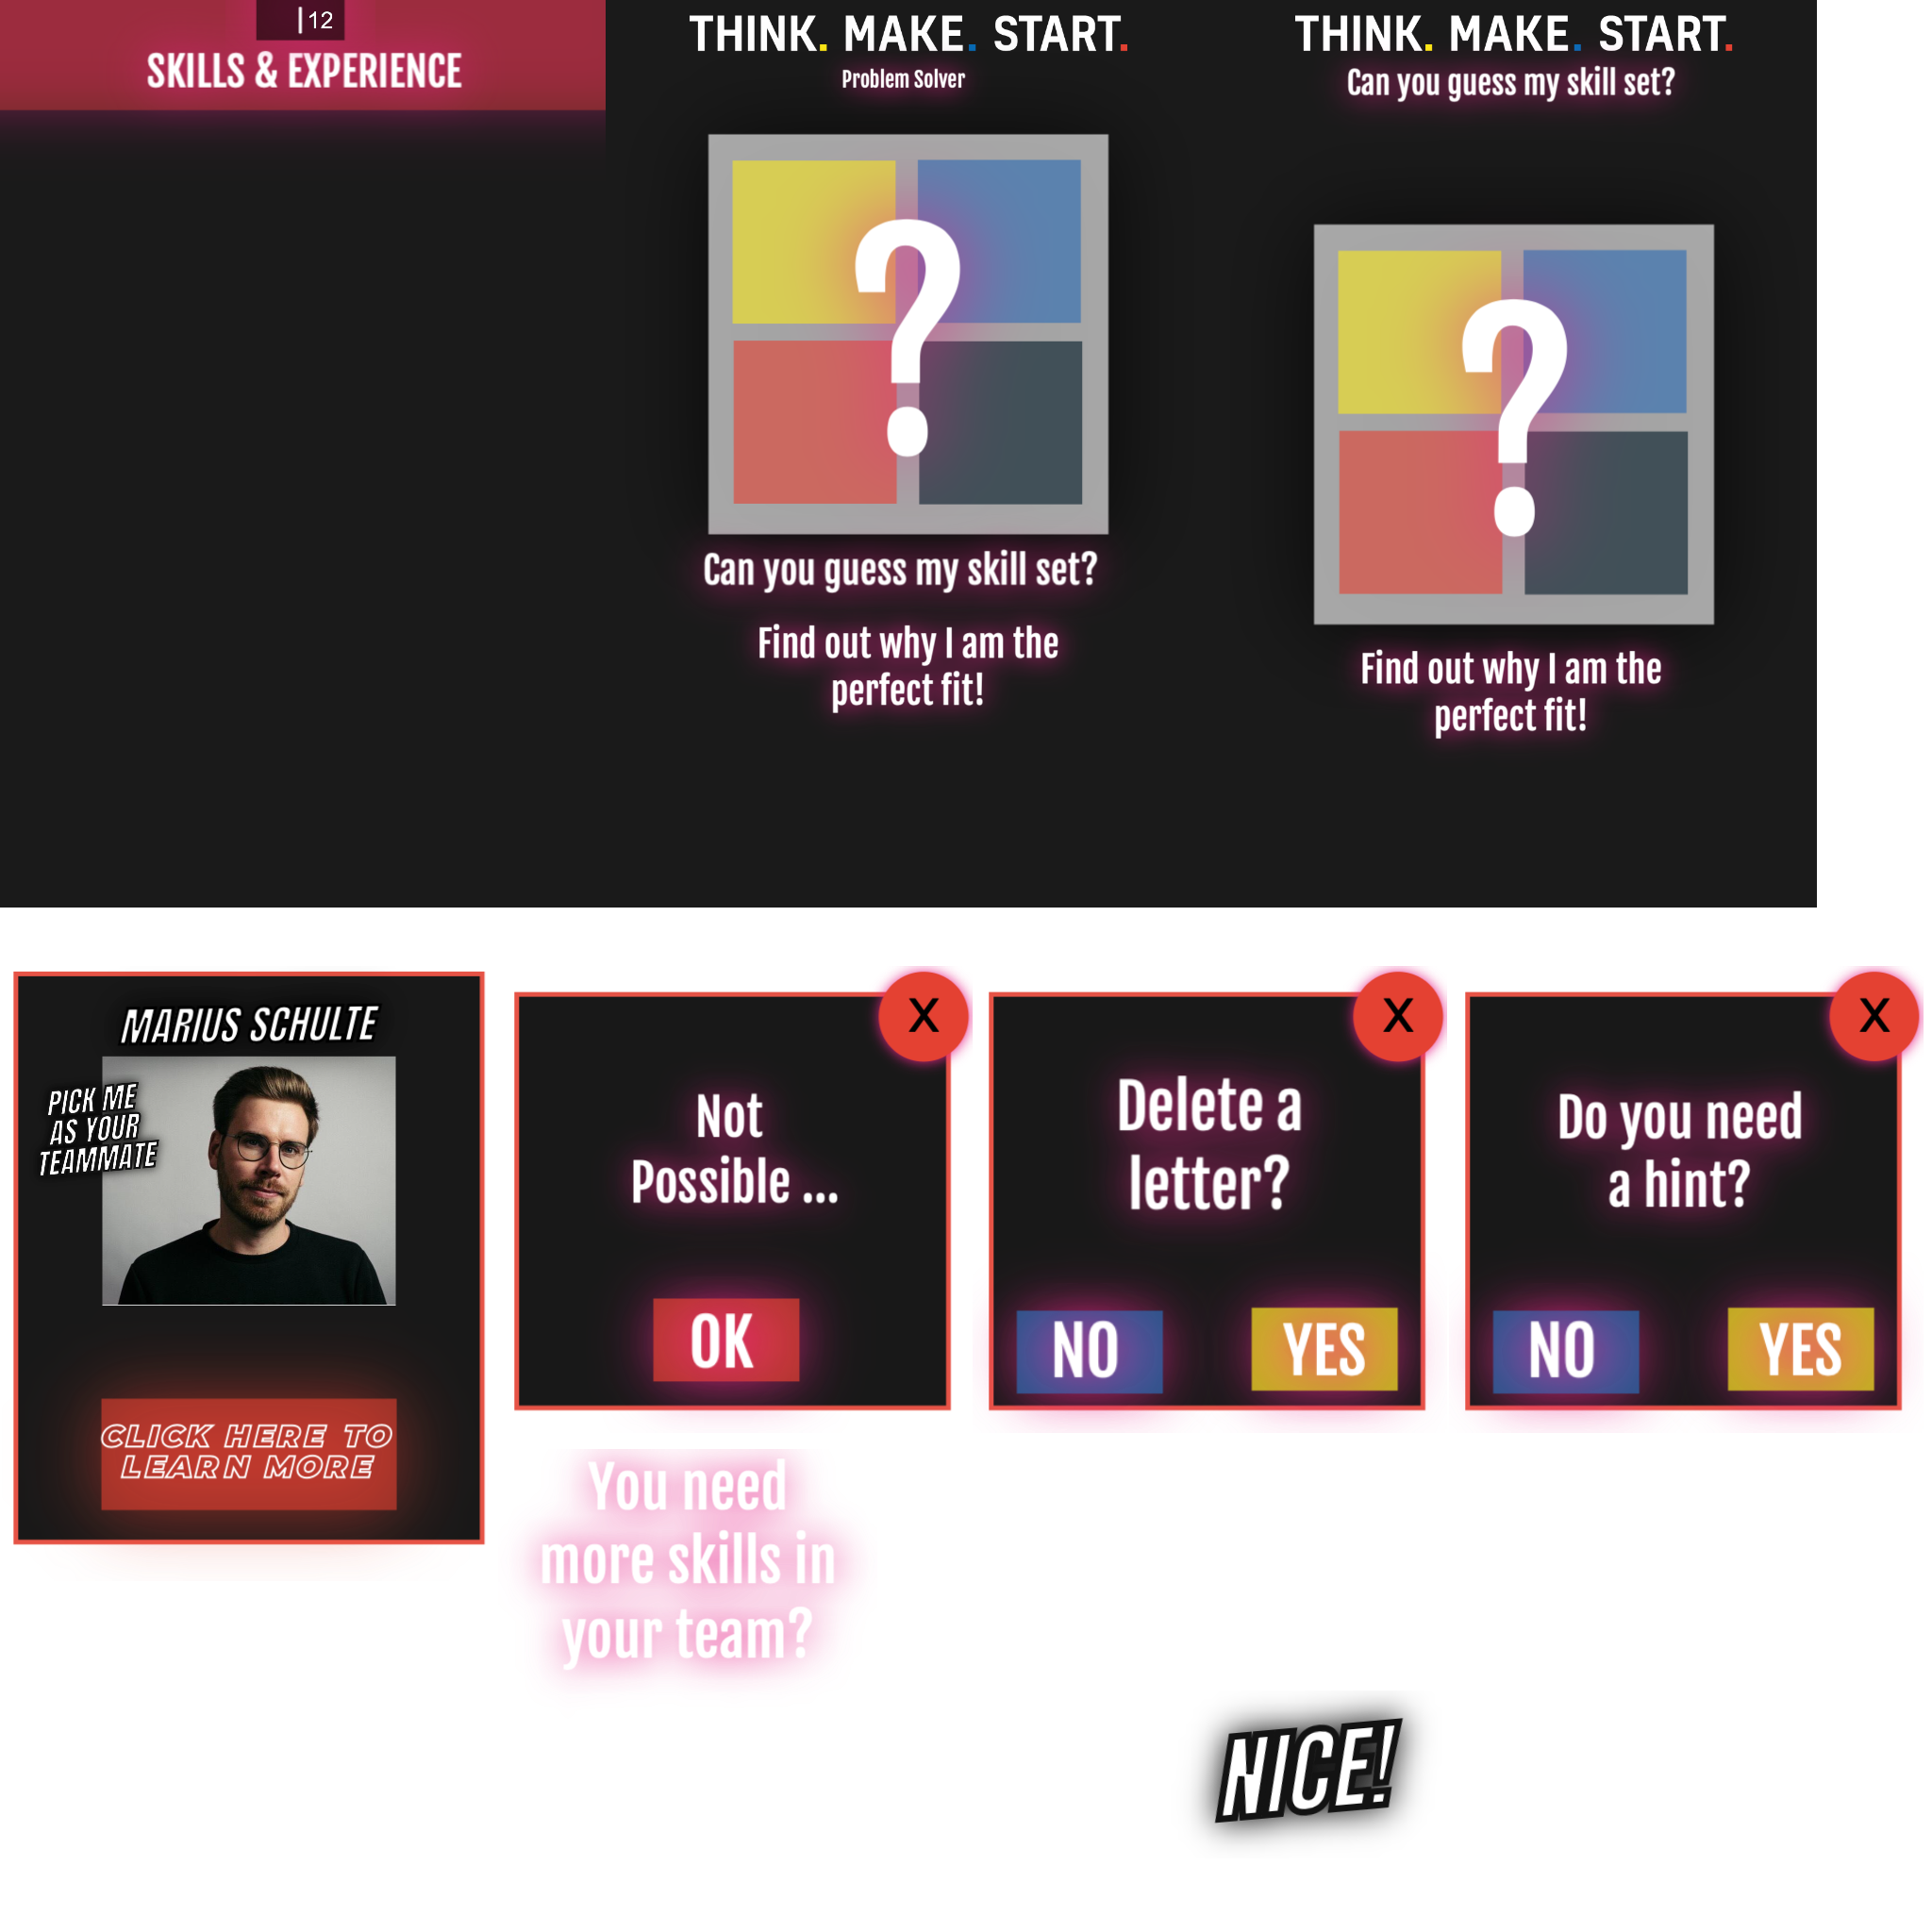 |12
SKILLS & EXPERIENCE
THINK. MAKE. START.
Problem Solver
?
Can you guess my skill set?
Find out why I am the
perfect fit!
THINK. MAKE. START.
Can you guess my skill set?
?
Find out why I am the
perfect fit!
MARIUS SCHULTE
PICK ME
AS YOUR
TEAMMATE
CLICK HERE TO
LEARN MORE
X
Not
Possible ...
OK
X
Delete a
letter?
NO YES
X
Do you need
a hint?
NO YES
You need
more skills in
your team?
NICE!